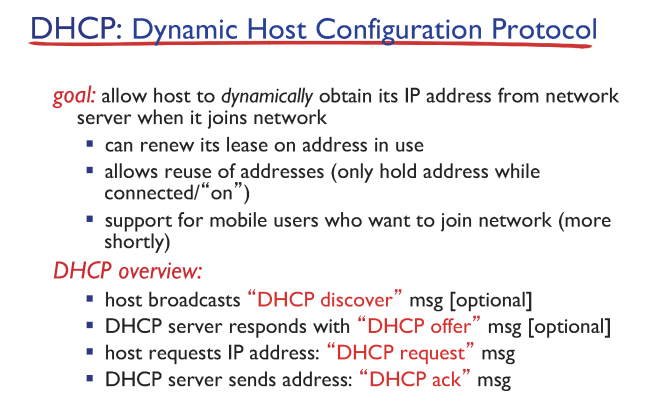 DHCP: Dynamic Host Configuration Protocol
goal: allow host to dynamically obtain its IP address from network
server when it joins network
▪ can renew its lease on address in use
▪ allows reuse of addresses (only hold address while
connected/“on”)
▪ support for mobile users who want to join network (more
shortly)
DHCP overview:
▪ host broadcasts “DHCP discover” msg [optional]
▪ DHCP server responds with “DHCP offer” msg [optional]
▪ host requests IP address: “DHCP request” msg
▪ DHCP server sends address: “DHCP ack” msg